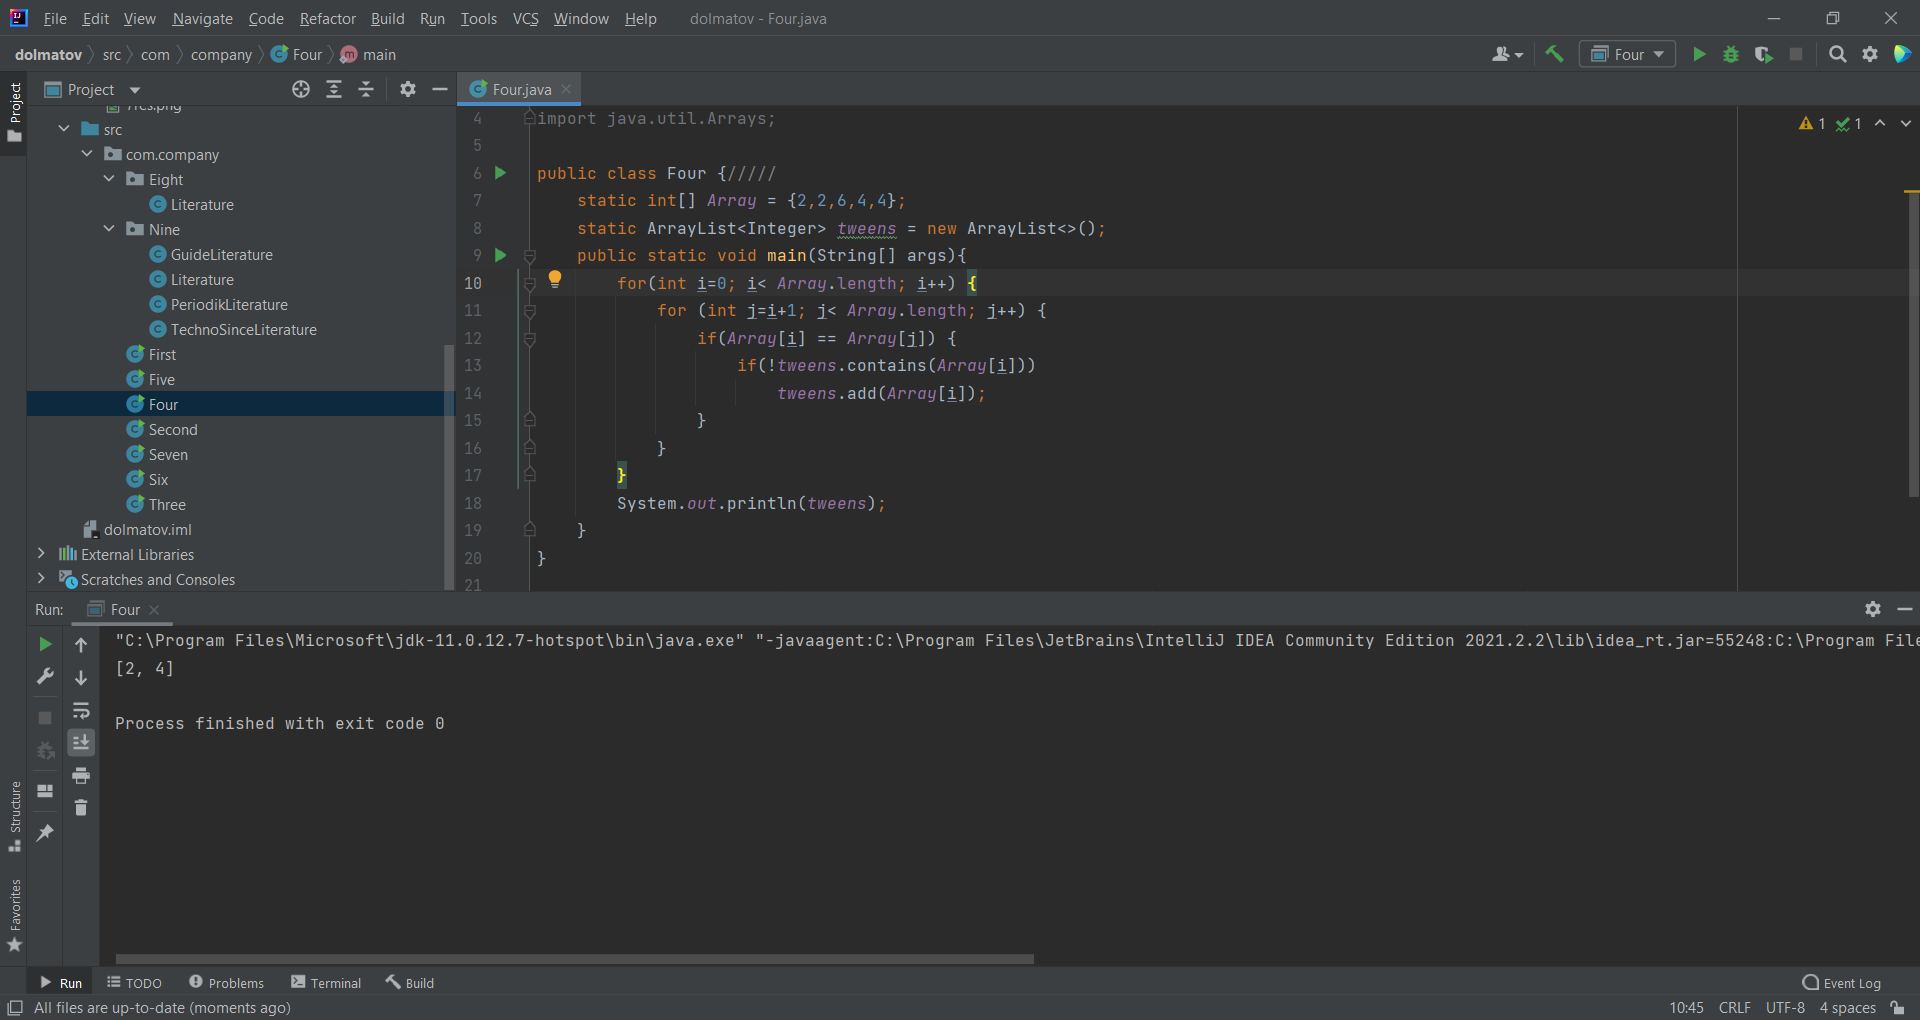 File Edit View Navigate Code Refactor Build Run Tools VCS Window Help dolmatov - Four.java
dolmatov src com company Four main
Four
Project
Project
7res.png
src
com.company
Eight
Literature
Nine
GuideLiterature
Literature
PeriodikLiterature
TechnoSinceLiterature
First
Five
Four
Second
Seven
Six
Three
dolmatov.iml
External Libraries
Scratches and Consoles
Four.java
1 1
4 import java.util.Arrays;
5
6 public class Four {/////
7 static int[] Array = {2,2,6,4,4};
8 static ArrayList<Integer> tweens = new ArrayList<>();
9 public static void main(String[] args){
10 for(int i=0; i< Array.length; i++) {
11 for (int j=i+1; j< Array.length; j++) {
12 if(Array[i] == Array[j]) {
13 if(!tweens.contains(Array[i]))
14 tweens.add(Array[i]);
15 }
16 }
17 }
18 System.out.println(tweens);
19 }
20 }
21
Run: Four
"C:\Program Files\Microsoft\jdk-11.0.12.7-hotspot\bin\java.exe" "-javaagent:C:\Program Files\JetBrains\IntelliJ IDEA Community Edition 2021.2.2\lib\idea_rt.jar=55248:C:\Program File
[2, 4]
Process finished with exit code 0
Structure
Favorites
Run TODO Problems Terminal Build Event Log
All files are up-to-date (moments ago) 10:45 CRLF UTF-8 4 spaces